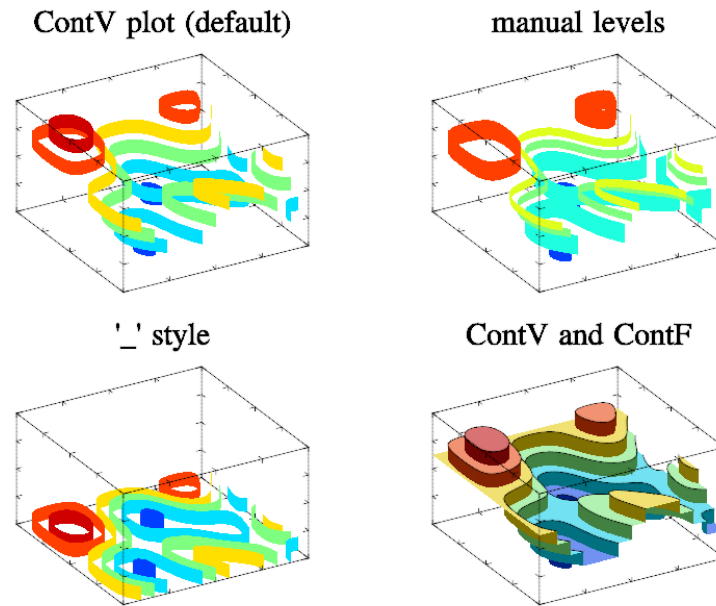 ContV plot (default)
manual levels
'_' style
ContV and ContF